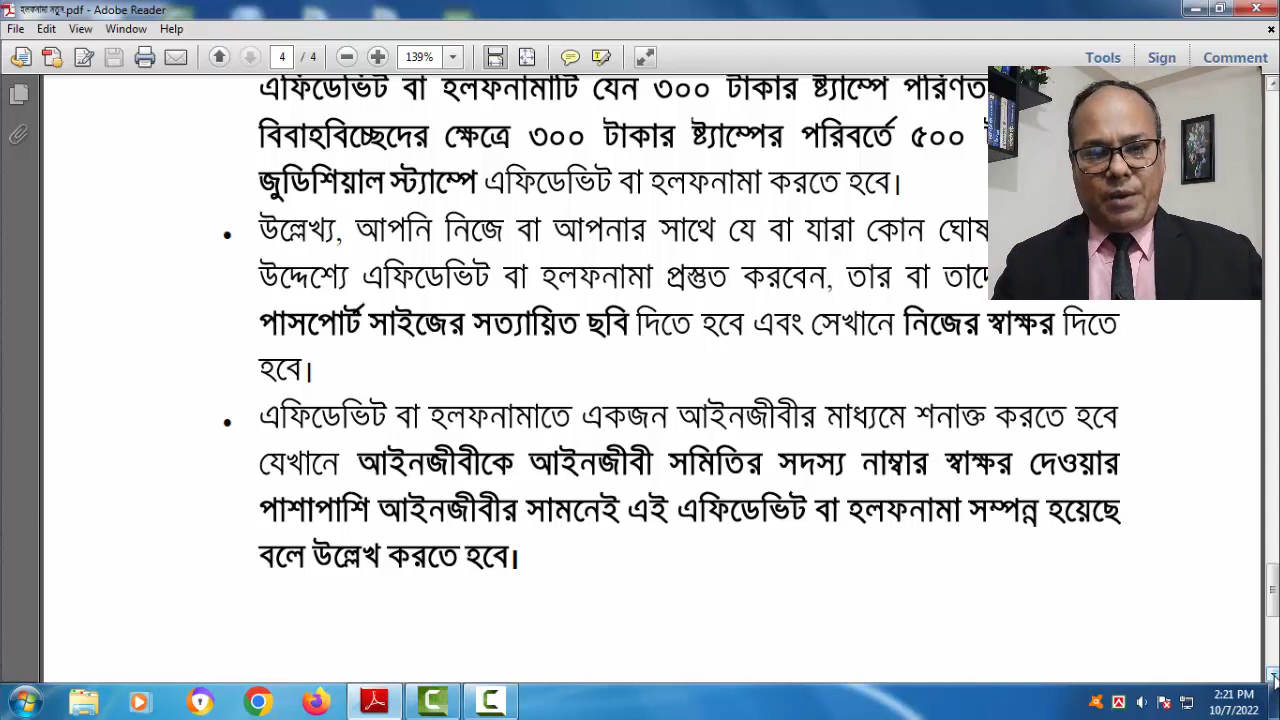 হলফনামা নতুন.pdf - Adobe Reader
File Edit View Window Help
4 / 4 139% Tools Sign Comment
এফিডেভিট বা হলফনামাটি যেন ৩০০ টাকার ষ্ট্যাম্পে পরিণত
বিবাহবিচ্ছেদের ক্ষেত্রে ৩০০ টাকার ষ্ট্যাম্পের পরিবর্তে ৫০০
জুডিশিয়াল স্ট্যাম্পে এফিডেভিট বা হলফনামা করতে হবে।
• উল্লেখ্য, আপনি নিজে বা আপনার সাথে যে বা যারা কোন
উদ্দেশ্যে এফিডেভিট বা হলফনামা প্রস্তুত করবেন, তার বা
পাসপোর্ট সাইজের সত্যায়িত ছবি দিতে হবে এবং সেখানে নিজের স্বাক্ষর দিতে
হবে।
• এফিডেভিট বা হলফনামাতে একজন আইনজীবীর মাধ্যমে শনাক্ত করতে হবে
যেখানে আইনজীবীকে আইনজীবী সমিতির সদস্য নাম্বার স্বাক্ষর দেওয়ার
পাশাপাশি আইনজীবীর সামনেই এই এফিডেভিট বা হলফনামা সম্পন্ন হয়েছে
বলে উল্লেখ করতে হবে।
2:21 PM
10/7/2022